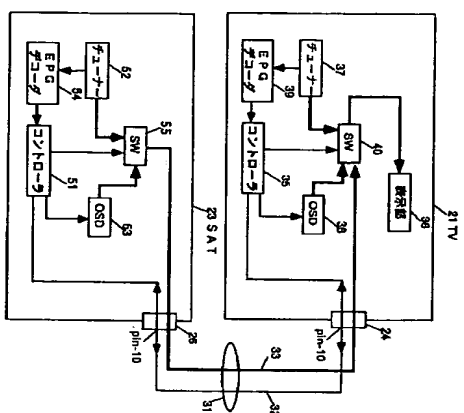 チューナー
52
EPG
デコーダ
54
SW
55
コントローラ
51
OSD
53
23 SAT
pin-10
26
チューナー
37
EPG
デコーダ
39
SW
40
コントローラ
35
OSD
38
表示部
36
21 TV
pin-10
24
33
31